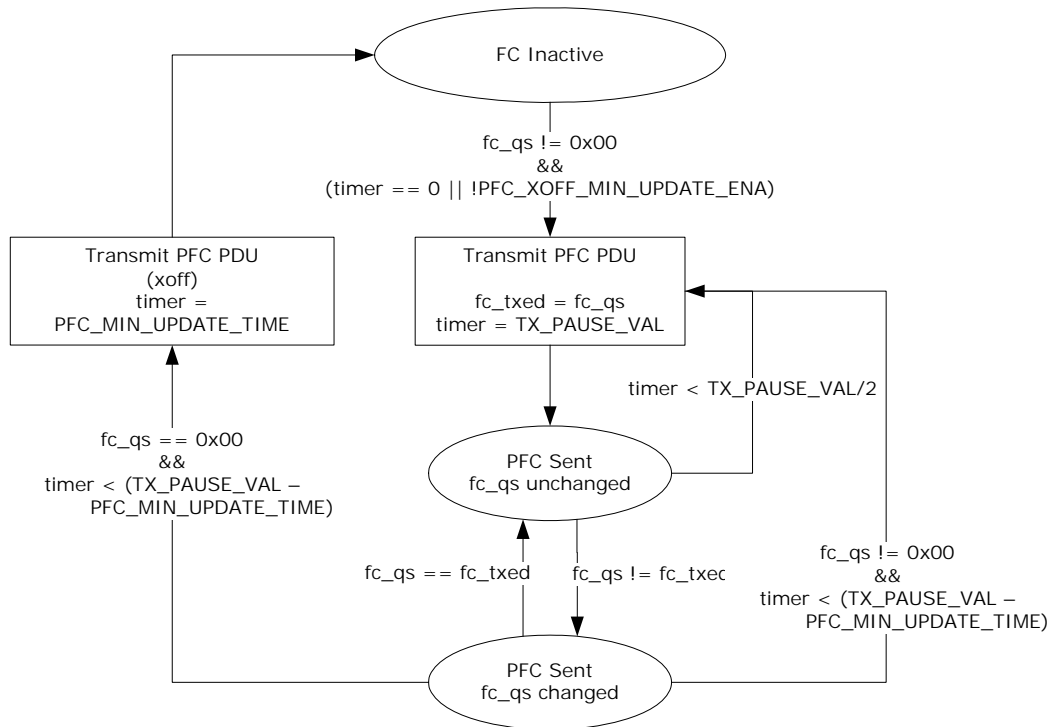 FC Inactive
fc_qs != 0x00
&&
(timer == 0 || !PFC_XOFF_MIN_UPDATE_ENA)
Transmit PFC PDU
(xoff)
timer =
PFC_MIN_UPDATE_TIME
Transmit PFC PDU
fc_txed = fc_qs
timer = TX_PAUSE_VAL
timer < TX_PAUSE_VAL/2
fc_qs == 0x00
&&
timer < (TX_PAUSE_VAL –
PFC_MIN_UPDATE_TIME)
PFC Sent
fc_qs unchanged
fc_qs == fc_txed
fc_qs != fc_txed
fc_qs != 0x00
&&
timer < (TX_PAUSE_VAL –
PFC_MIN_UPDATE_TIME)
PFC Sent
fc_qs changed